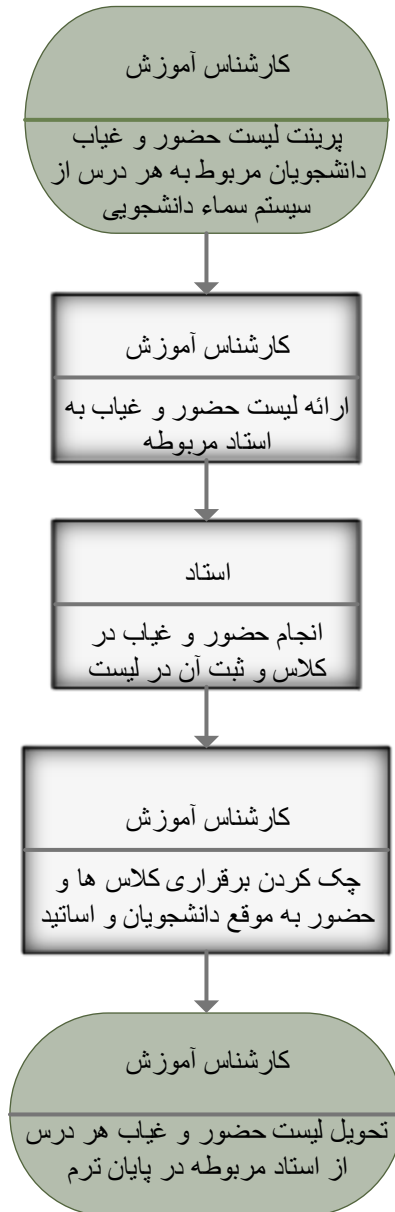 کارشناس آموزش
پرینت لیست حضور و غیاب
دانشجویان مربوط به هر درس از
سیستم سماء دانشجویی
کارشناس آموزش
ارائه لیست حضور و غیاب به
استاد مربوطه
استاد
انجام حضور و غیاب در
کلاس و ثبت آن در لیست
کارشناس آموزش
چک کردن برقراری کلاس ها و
حضور به موقع دانشجویان و اساتید
کارشناس آموزش
تحویل لیست حضور و غیاب هر درس
از استاد مربوطه در پایان ترم